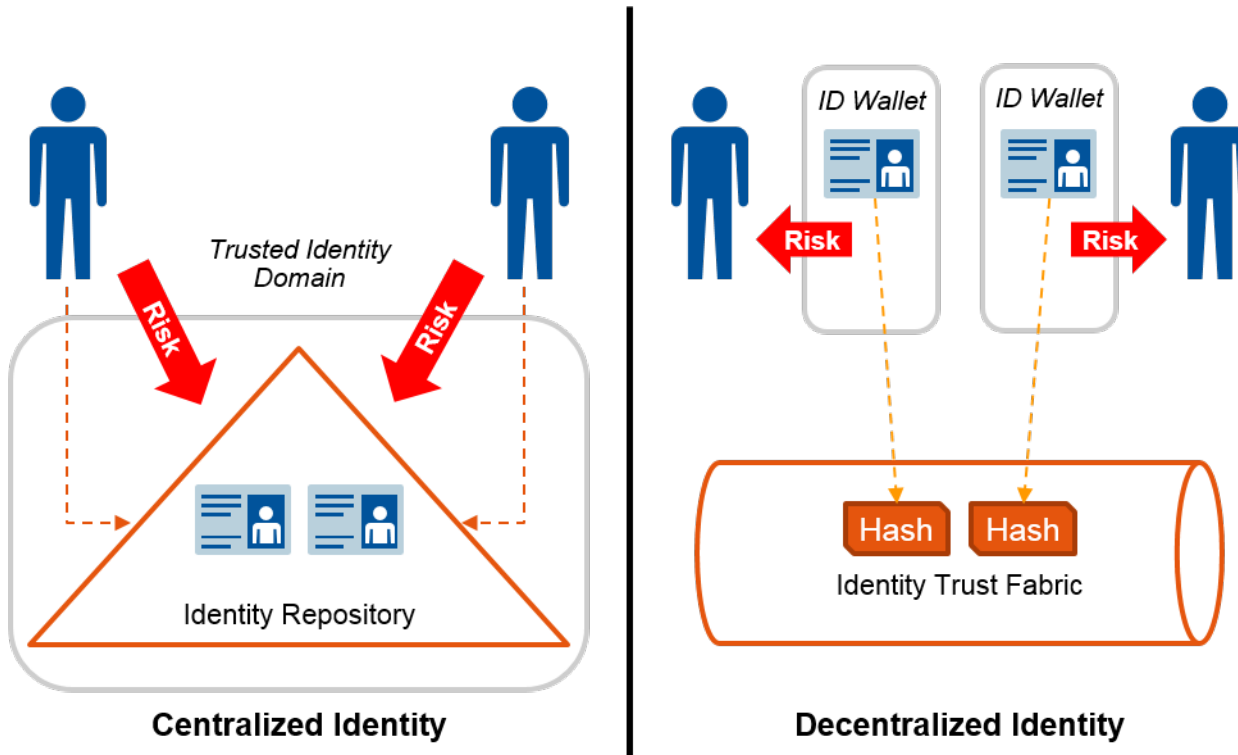 Trusted Identity
Domain
Risk
Risk
Identity Repository
Centralized Identity
ID Wallet
ID Wallet
Risk
Risk
Hash
Hash
Identity Trust Fabric
Decentralized Identity